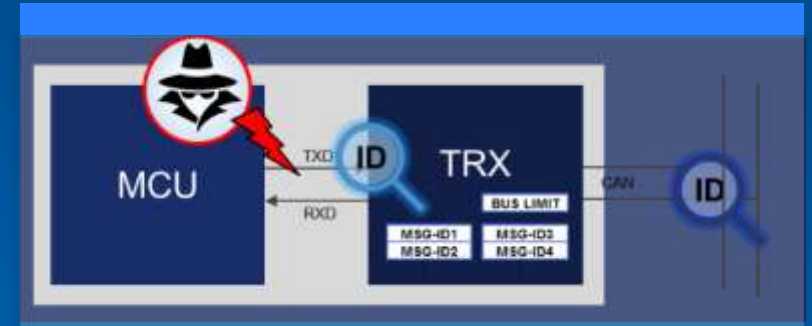 MCU
TXD
ID
TRX
RXD
BUS LIMIT
MSG-ID1
MSG-ID3
MSG-ID2
MSG-ID4
CAN
ID